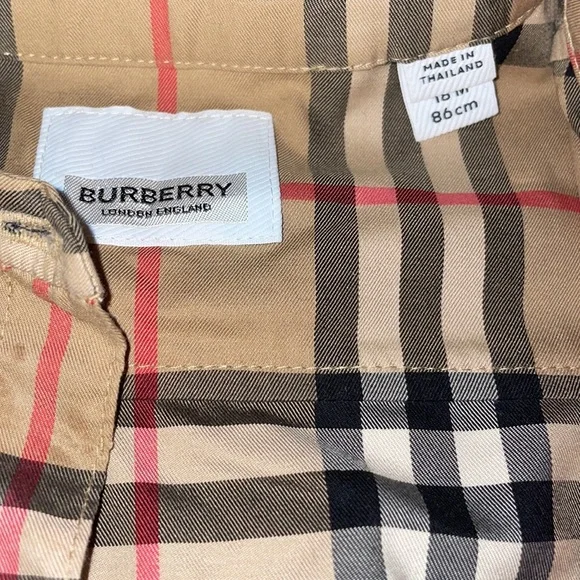 MADE IN
THAILAND
18 M
86cm
BURBERRY
LONDON ENGLAND